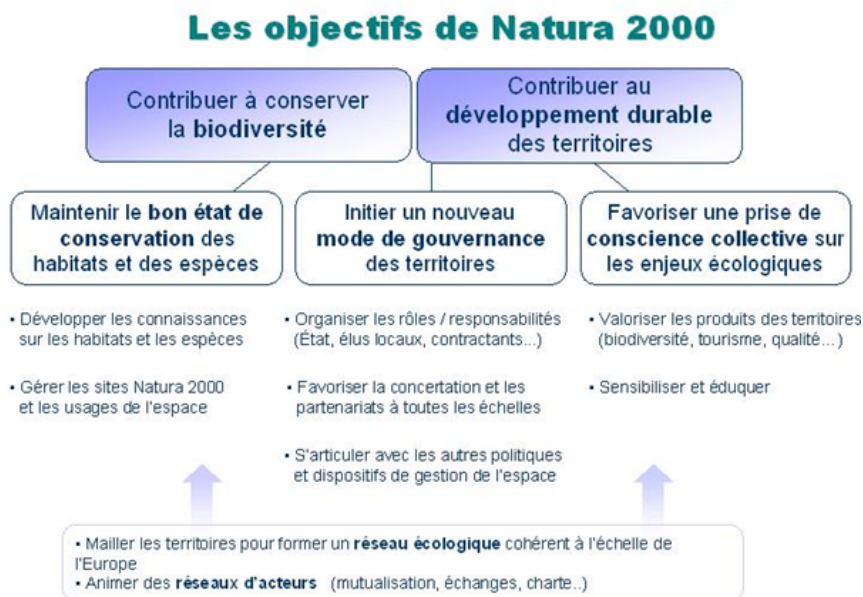 Les objectifs de Natura 2000
Contribuer à conserver
la biodiversité
Contribuer au
développement durable
des territoires
Maintenir le bon état de
conservation des
habitats et des espèces
Initier un nouveau
mode de gouvernance
des territoires
Favoriser une prise de
conscience collective sur
les enjeux écologiques
• Développer les connaissances
sur les habitats et les espèces
• Gérer les sites Natura 2000
et les usages de l'espace
• Organiser les rôles / responsabilités
(État, élus locaux, contractants...)
• Favoriser la concertation et les
partenariats à toutes les échelles
• S'articuler avec les autres politiques
et dispositifs de gestion de l'espace
• Valoriser les produits des territoires
(biodiversité, tourisme, qualité...)
• Sensibiliser et éduquer
• Mailler les territoires pour former un réseau écologique cohérent à l'échelle de
l'Europe
• Animer des réseaux d'acteurs (mutualisation, échanges, charte..)